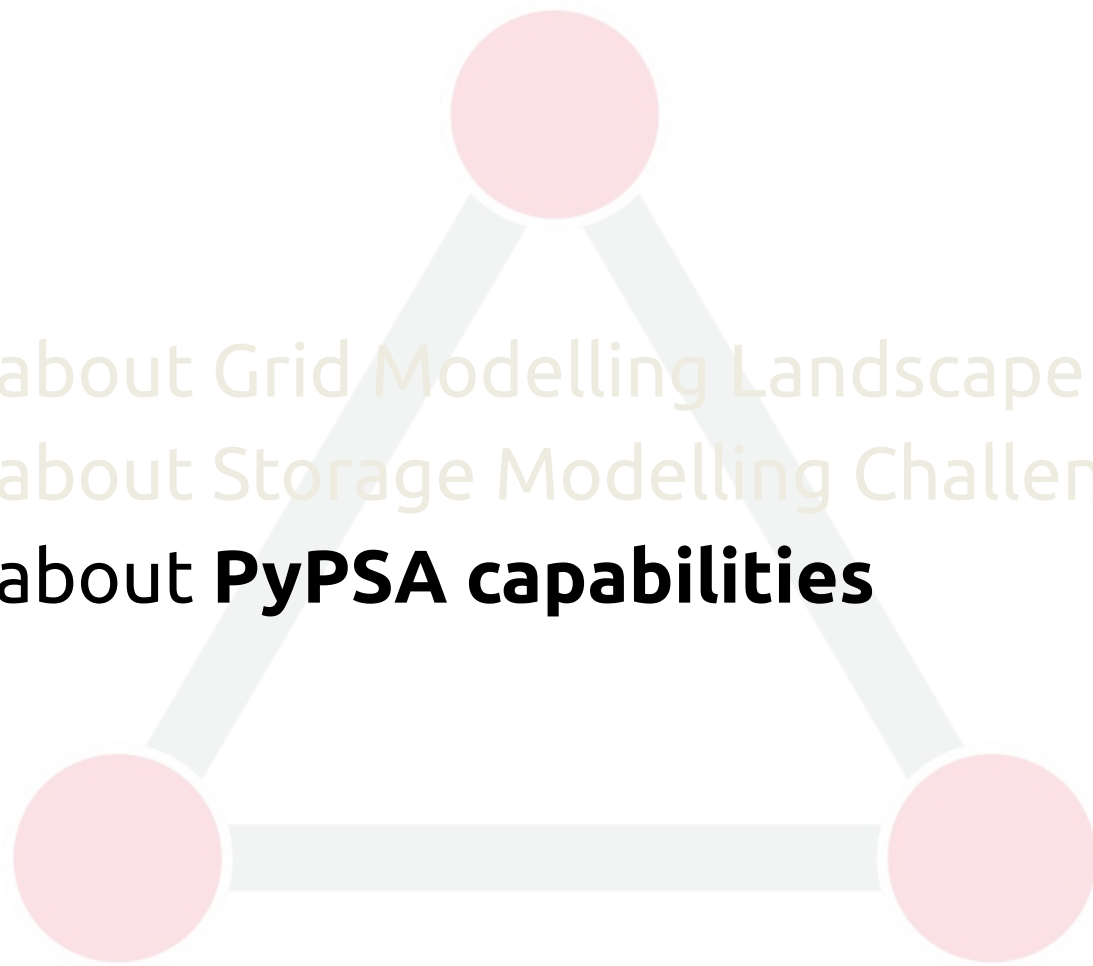 about Grid Modelling Landscape
about Storage Modelling Challen
about PyPSA capabilities